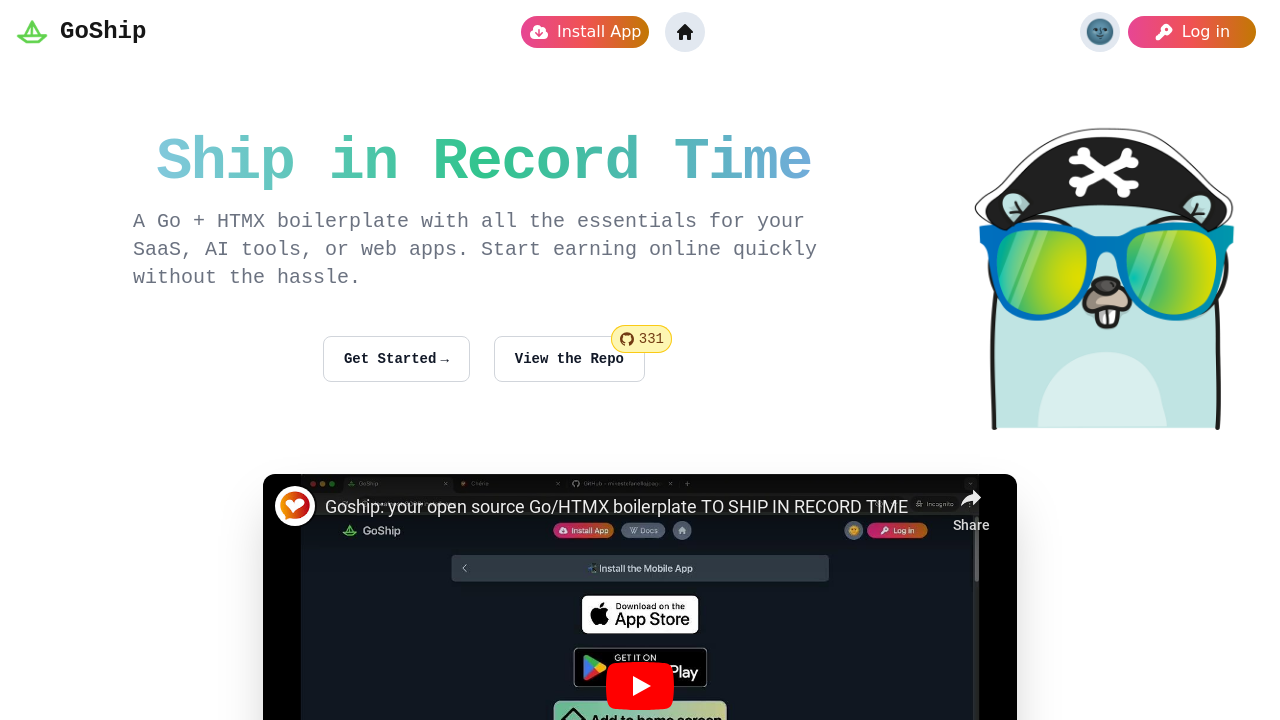 GoShip
Install App
Log in
Ship in Record Time
A Go + HTMX boilerplate with all the essentials for your
SaaS, AI tools, or web apps. Start earning online quickly
without the hassle.
Get Started →
View the Repo
331
Goship: your open source Go/HTMX boilerplate TO SHIP IN RECORD TIME
Share
GoShip
Install App
Docs
Log in
Install the Mobile App
Download on the
App Store
GET IT ON
Play
Add to home screen